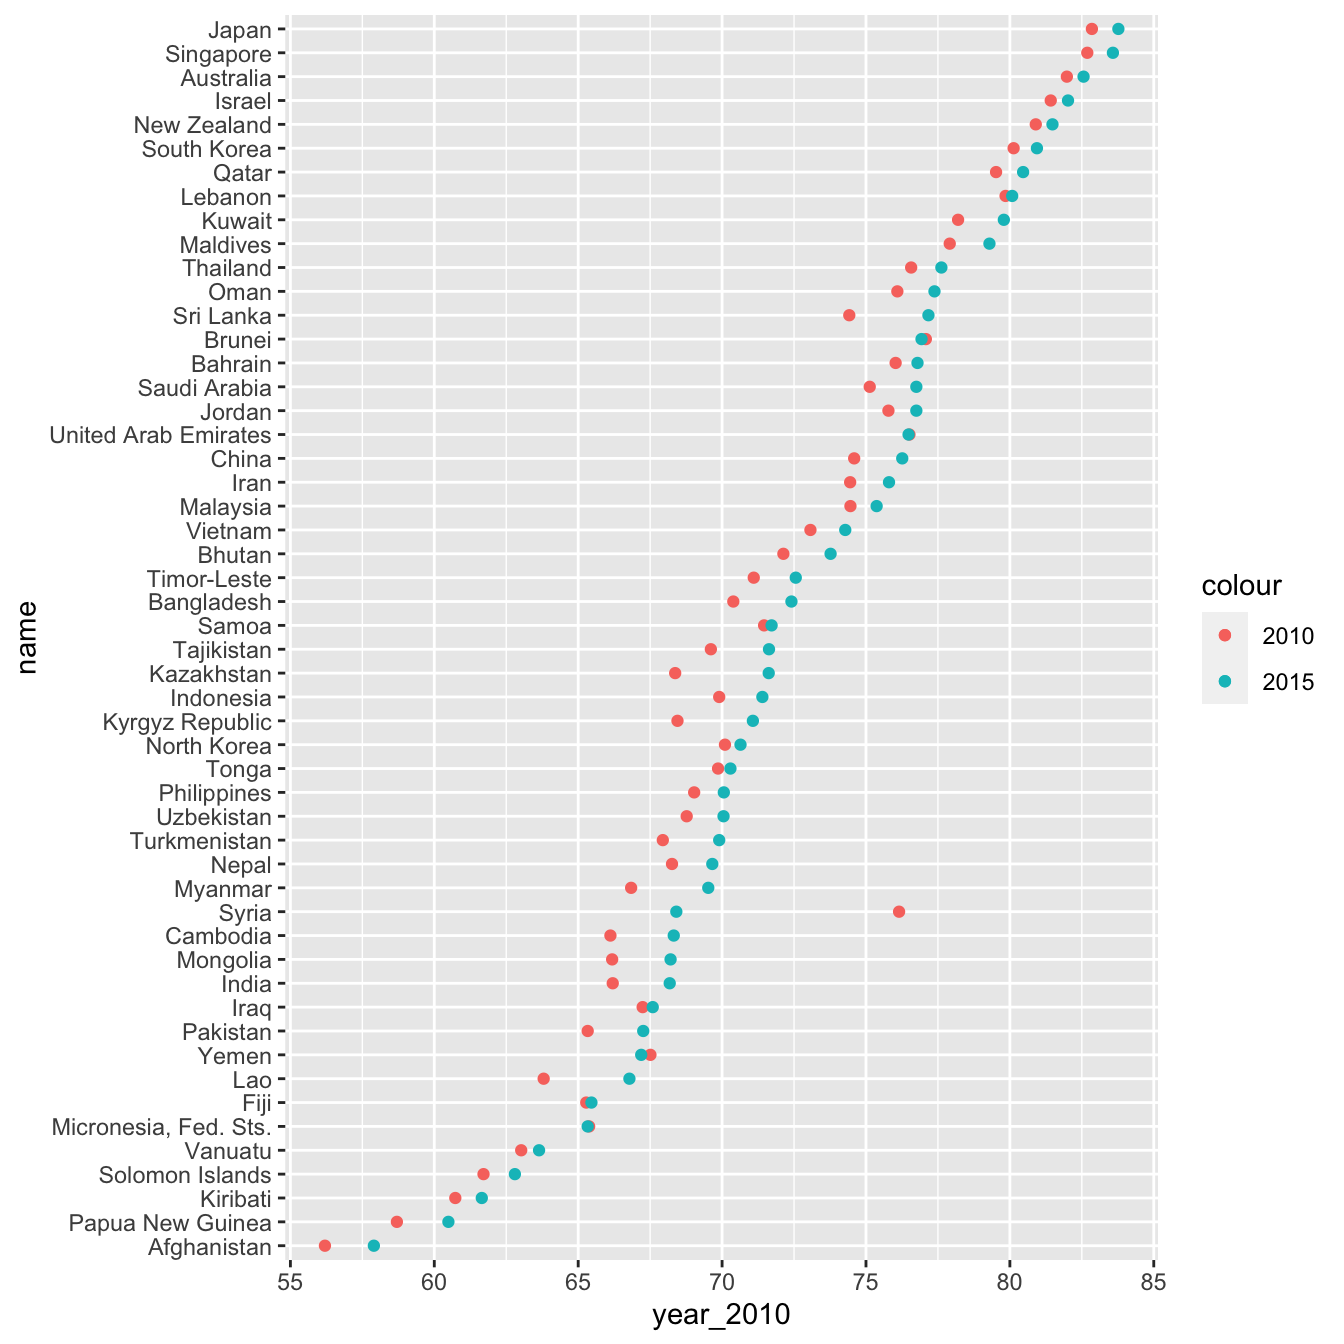 Japan
Singapore
Australia
Israel
New Zealand
South Korea
Qatar
Lebanon
Kuwait
Maldives
Thailand
Oman
Sri Lanka
Brunei
Bahrain
Saudi Arabia
Jordan
United Arab Emirates
China
Iran
Malaysia
Vietnam
Bhutan
Timor-Leste
Bangladesh
Samoa
Tajikistan
Kazakhstan
Indonesia
Kyrgyz Republic
North Korea
Tonga
Philippines
Uzbekistan
Turkmenistan
Nepal
Myanmar
Syria
Cambodia
Mongolia
India
Iraq
Pakistan
Yemen
Lao
Fiji
Micronesia, Fed. Sts.
Vanuatu
Solomon Islands
Kiribati
Papua New Guinea
Afghanistan
name
55 60 65 70 75 80 85
year_2010
colour
2010
2015